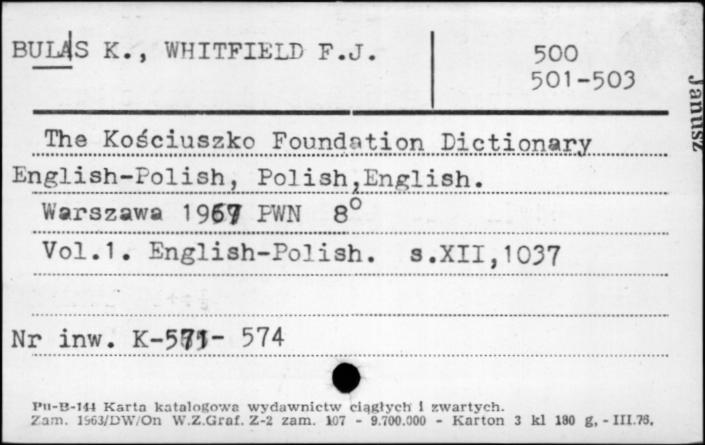 BULAS K., WHITFIELD F.J.
500
501-503
Janusz
The Kościuszko Foundation Dictionary
English-Polish, Polish,English.
Warszawa 1967 PWN 8°
Vol.1. English-Polish. s.XII,1037
Nr inw. K-571- 574
Pu-B-144 Karta katalogowa wydawnictw ciągłych i zwartych.
Zam. 1963/DW/On W.Z.Graf. Z-2 zam. 107 - 9.700.000 - Karton 3 kl 180 g, - III.76.